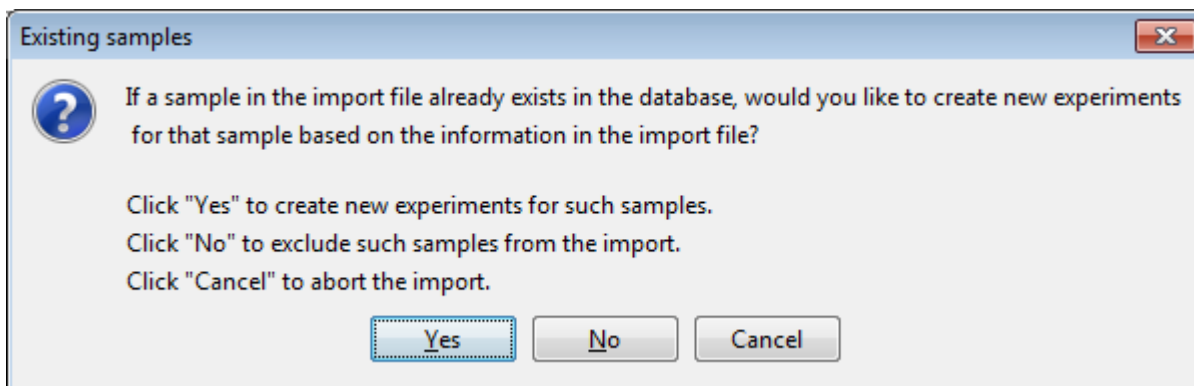 Existing samples
If a sample in the import file already exists in the database, would you like to create new experiments
for that sample based on the information in the import file?
Click "Yes" to create new experiments for such samples.
Click "No" to exclude such samples from the import.
Click "Cancel" to abort the import.
Yes No Cancel